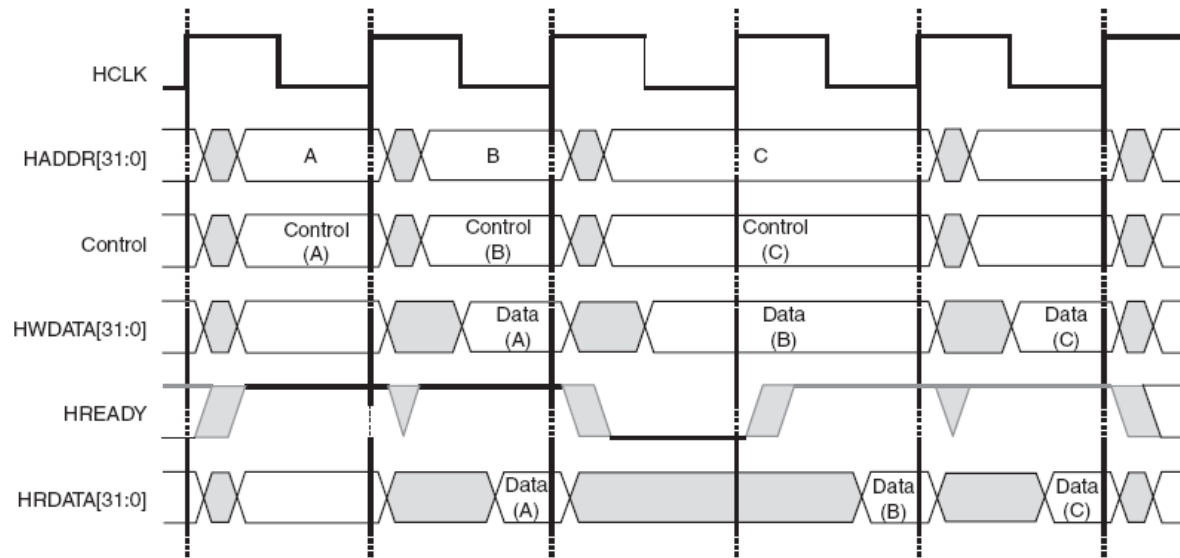 HCLK
HADDR[31:0]
A
B
C
Control
Control
(A)
Control
(B)
Control
(C)
HWDATA[31:0]
Data
(A)
Data
(B)
Data
(C)
HREADY
HRDATA[31:0]
Data
(A)
Data
(B)
Data
(C)